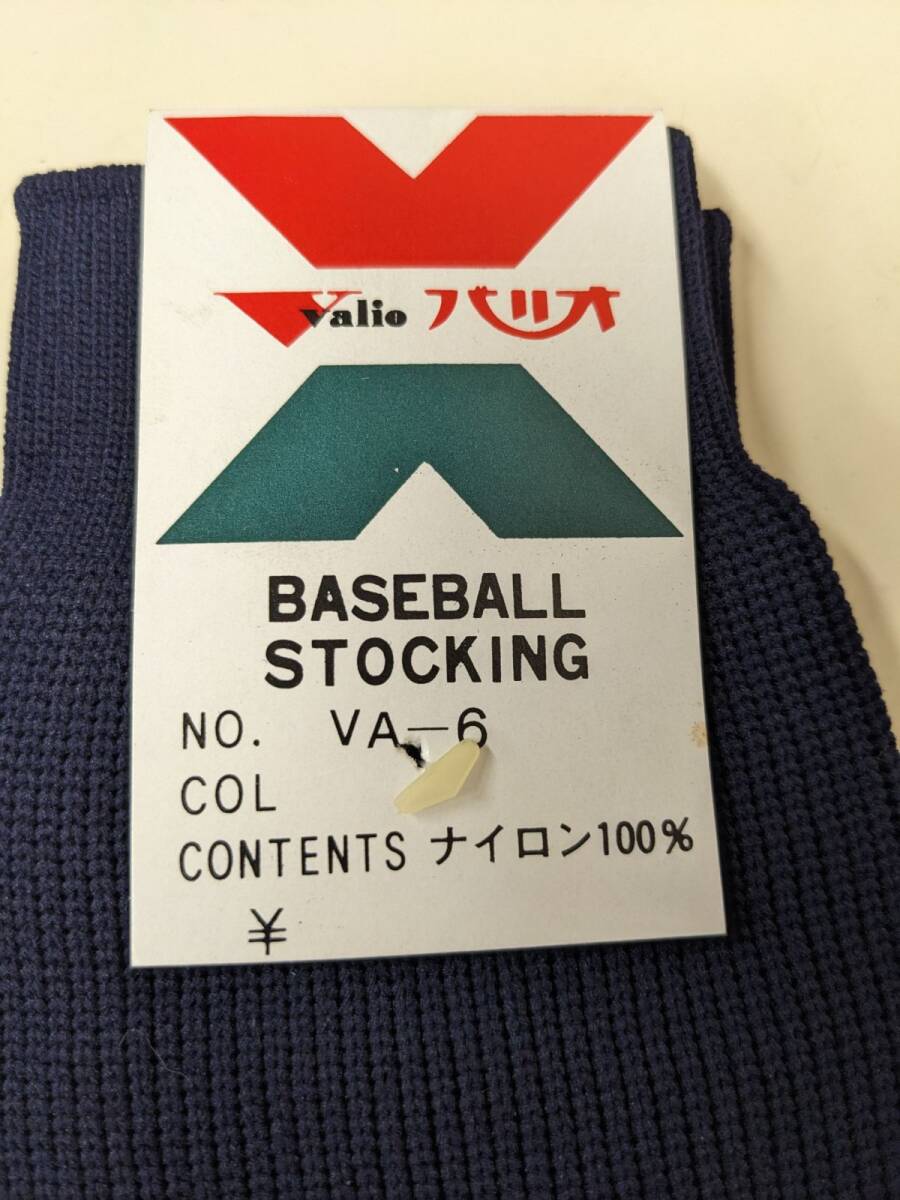 Valio バリオ
BASEBALL
STOCKING
NO. VA-6
COL
CONTENTS ナイロン100%
¥